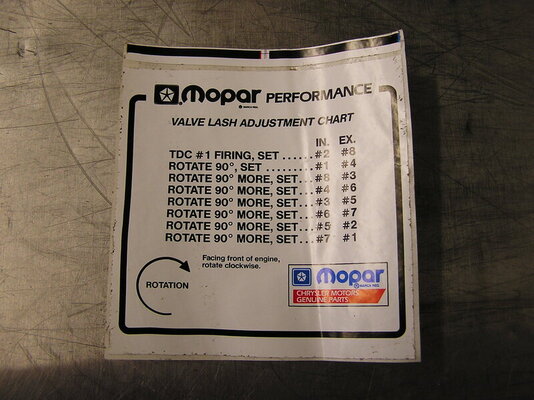 Mopar PERFORMANCE
VALVE LASH ADJUSTMENT CHART
IN. EX.
TDC #1 FIRING, SET ...... #2 #8
ROTATE 90°, SET ............ #1 #4
ROTATE 90° MORE, SET... #8 #3
ROTATE 90° MORE, SET... #4 #6
ROTATE 90° MORE, SET... #3 #5
ROTATE 90° MORE, SET... #6 #7
ROTATE 90° MORE, SET... #5 #2
ROTATE 90° MORE, SET... #7 #1
Facing front of engine,
rotate clockwise.
ROTATION
Mopar
CHRYSLER MOTORS
GENUINE PARTS